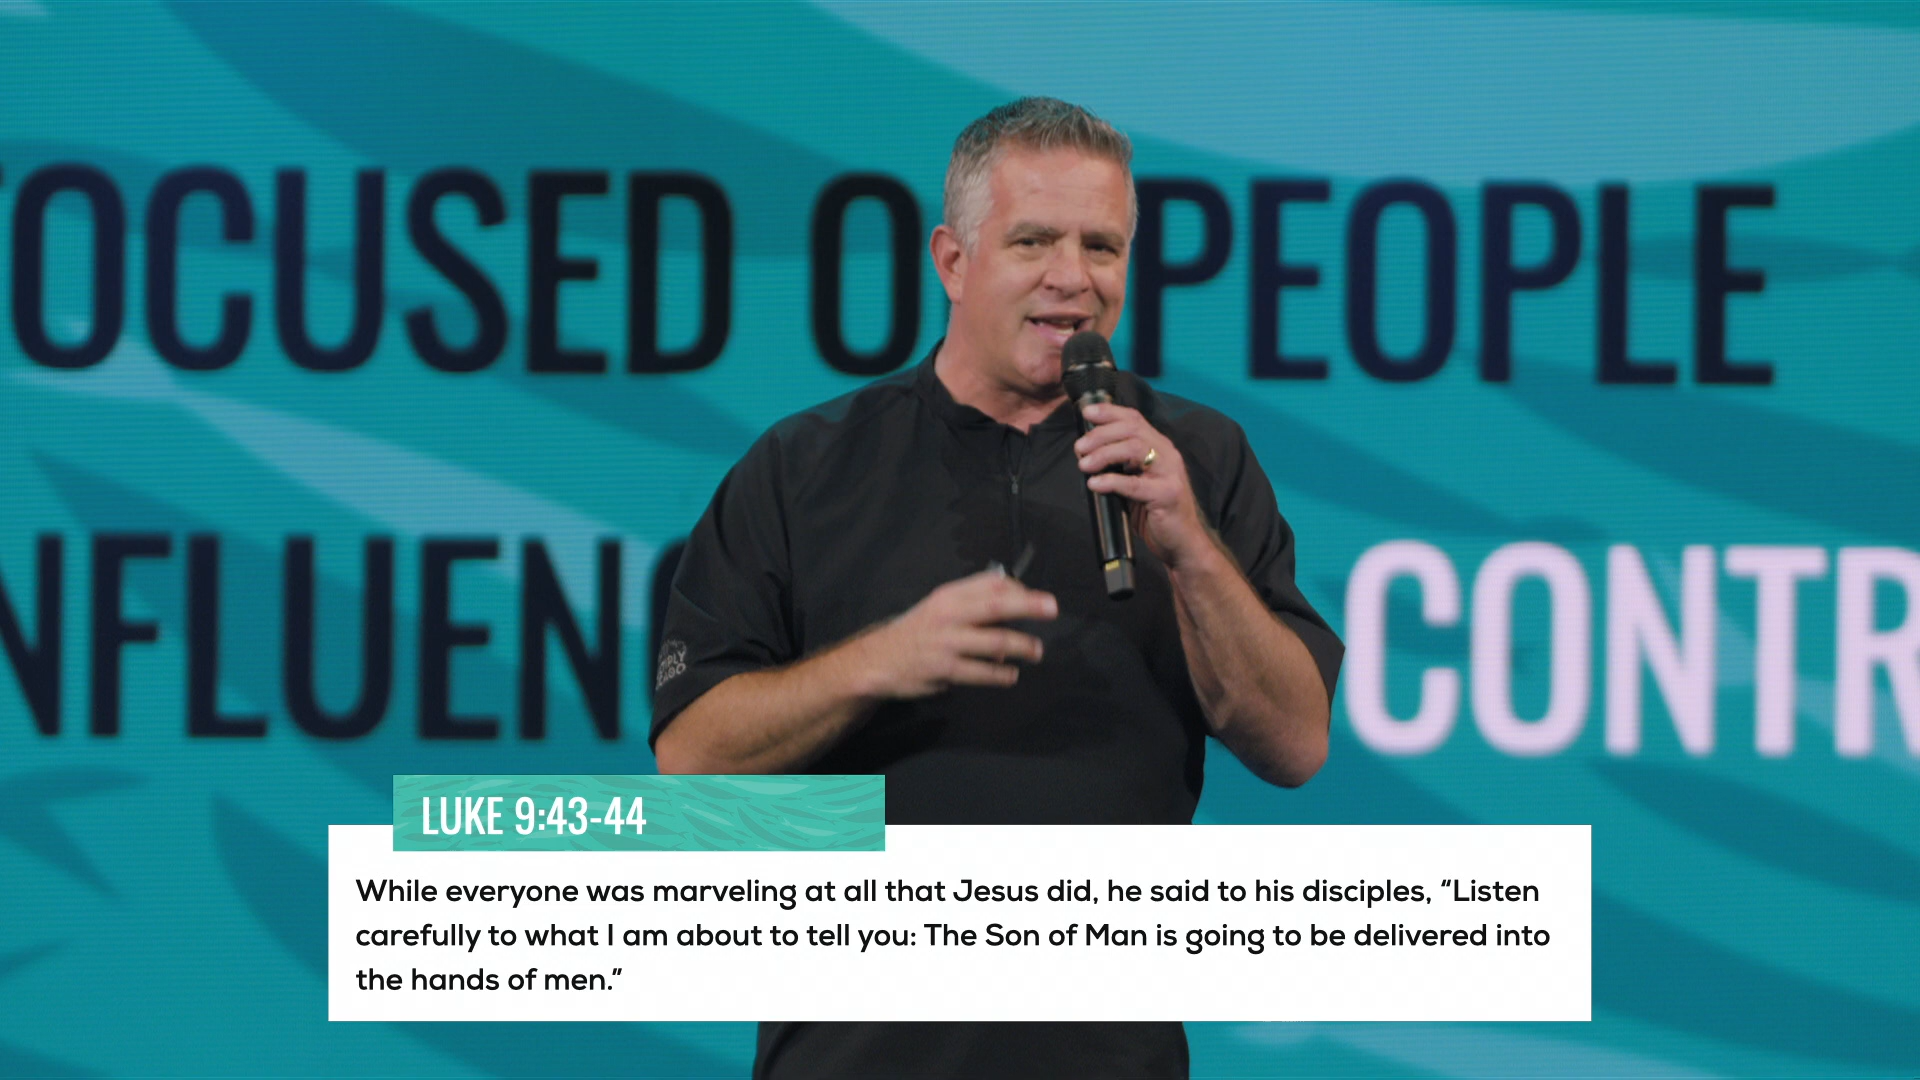 FOCUSED O PEOPLE
NFLUEN CONTR
LUKE 9:43-44
While everyone was marveling at all that Jesus did, he said to his disciples, “Listen
carefully to what I am about to tell you: The Son of Man is going to be delivered into
the hands of men.”